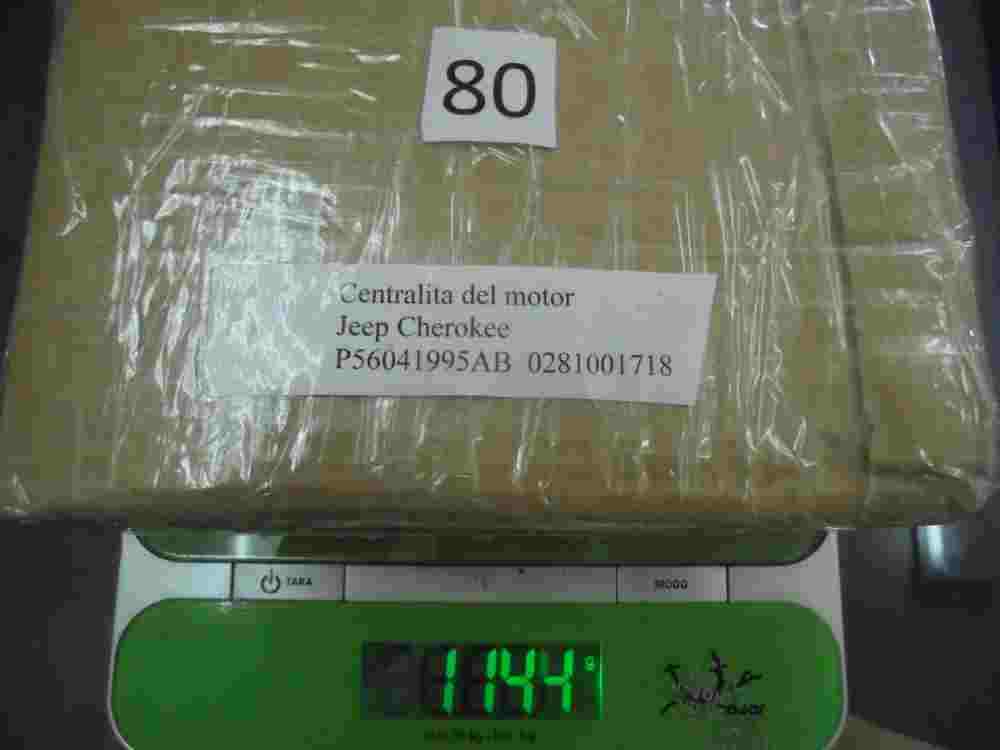 80
Centralita del motor
Jeep Cherokee
P56041995AB 0281001718
TARA
MODO
1144 g